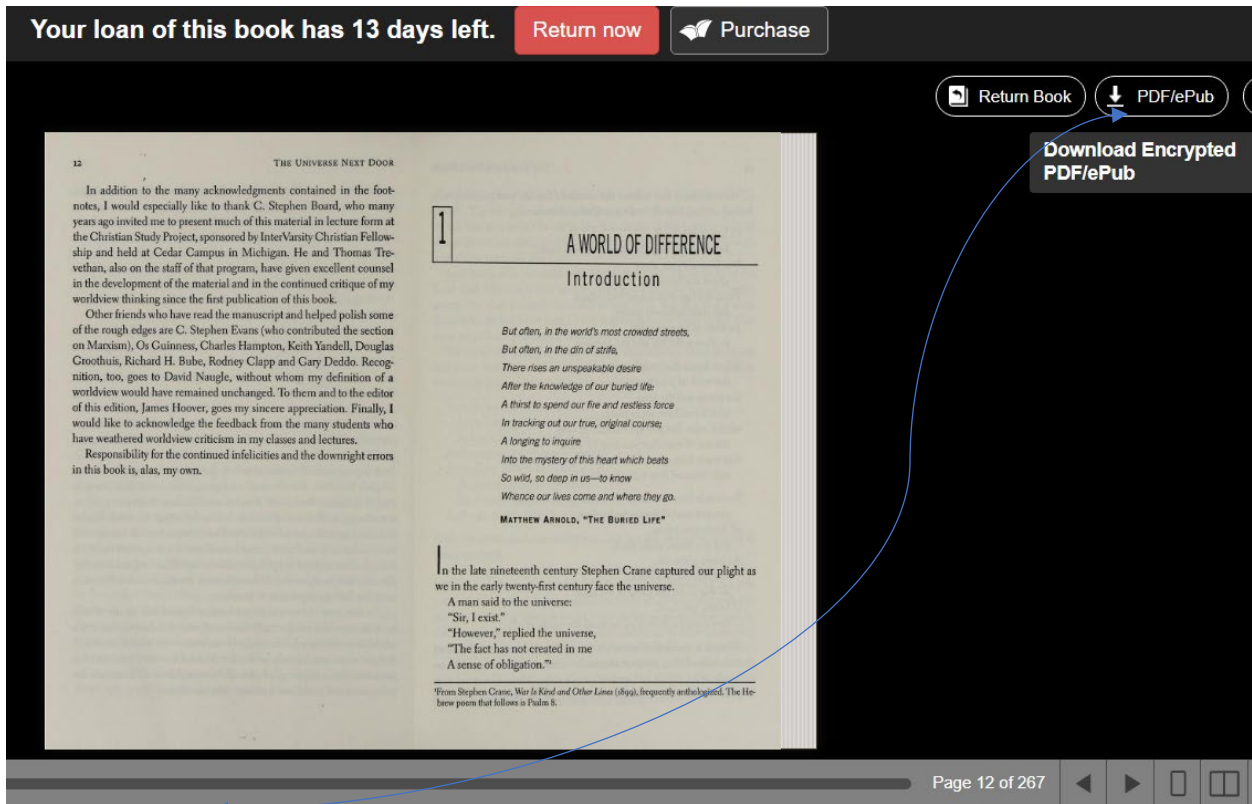 Your loan of this book has 13 days left.
Return now
Purchase
Return Book
PDF/ePub
Download Encrypted
PDF/ePub
12
THE UNIVERSE NEXT DOOR
In addition to the many acknowledgments contained in the foot-
notes, I would especially like to thank C. Stephen Board, who many
years ago invited me to present much of this material in lecture form at
the Christian Study Project, sponsored by InterVarsity Christian Fellow-
ship and held at Cedar Campus in Michigan. He and Thomas Tre-
vethan, also on the staff of that program, have given excellent counsel
in the development of the material and in the continued critique of my
worldview thinking since the first publication of this book.
Other friends who have read the manuscript and helped polish some
of the rough edges are C. Stephen Evans (who contributed the section
on Marxism), Os Guinness, Charles Hampton, Keith Yandell, Douglas
Groothuis, Richard H. Bube, Rodney Clapp and Gary Deddo. Recog-
nition, too, goes to David Naugle, without whom my definition of a
worldview would have remained unchanged. To them and to the editor
of this edition, James Hoover, goes my sincere appreciation. Finally, I
would like to acknowledge the feedback from the many students who
have weathered worldview criticism in my classes and lectures.
Responsibility for the continued infelicities and the downright errors
in this book is, alas, my own.
1
A WORLD OF DIFFERENCE
Introduction
But often, in the world's most crowded streets,
But often, in the din of strife,
There rises an unspeakable desire
After the knowledge of our buried life:
A thirst to spend our fire and restless force
In tracking out our true, original course;
A longing to inquire
Into the mystery of this heart which beats
So wild, so deep in us—to know
Whence our lives come and where they go.
MATTHEW ARNOLD, "THE BURIED LIFE"
In the late nineteenth century Stephen Crane captured our plight as
we in the early twenty-first century face the universe.
A man said to the universe:
"Sir, I exist."
"However," replied the universe,
"The fact has not created in me
A sense of obligation."¹
¹From Stephen Crane, War Is Kind and Other Lines (1899), frequently anthologized. The He-
brew poem that follows is Psalm 8.
Page 12 of 267